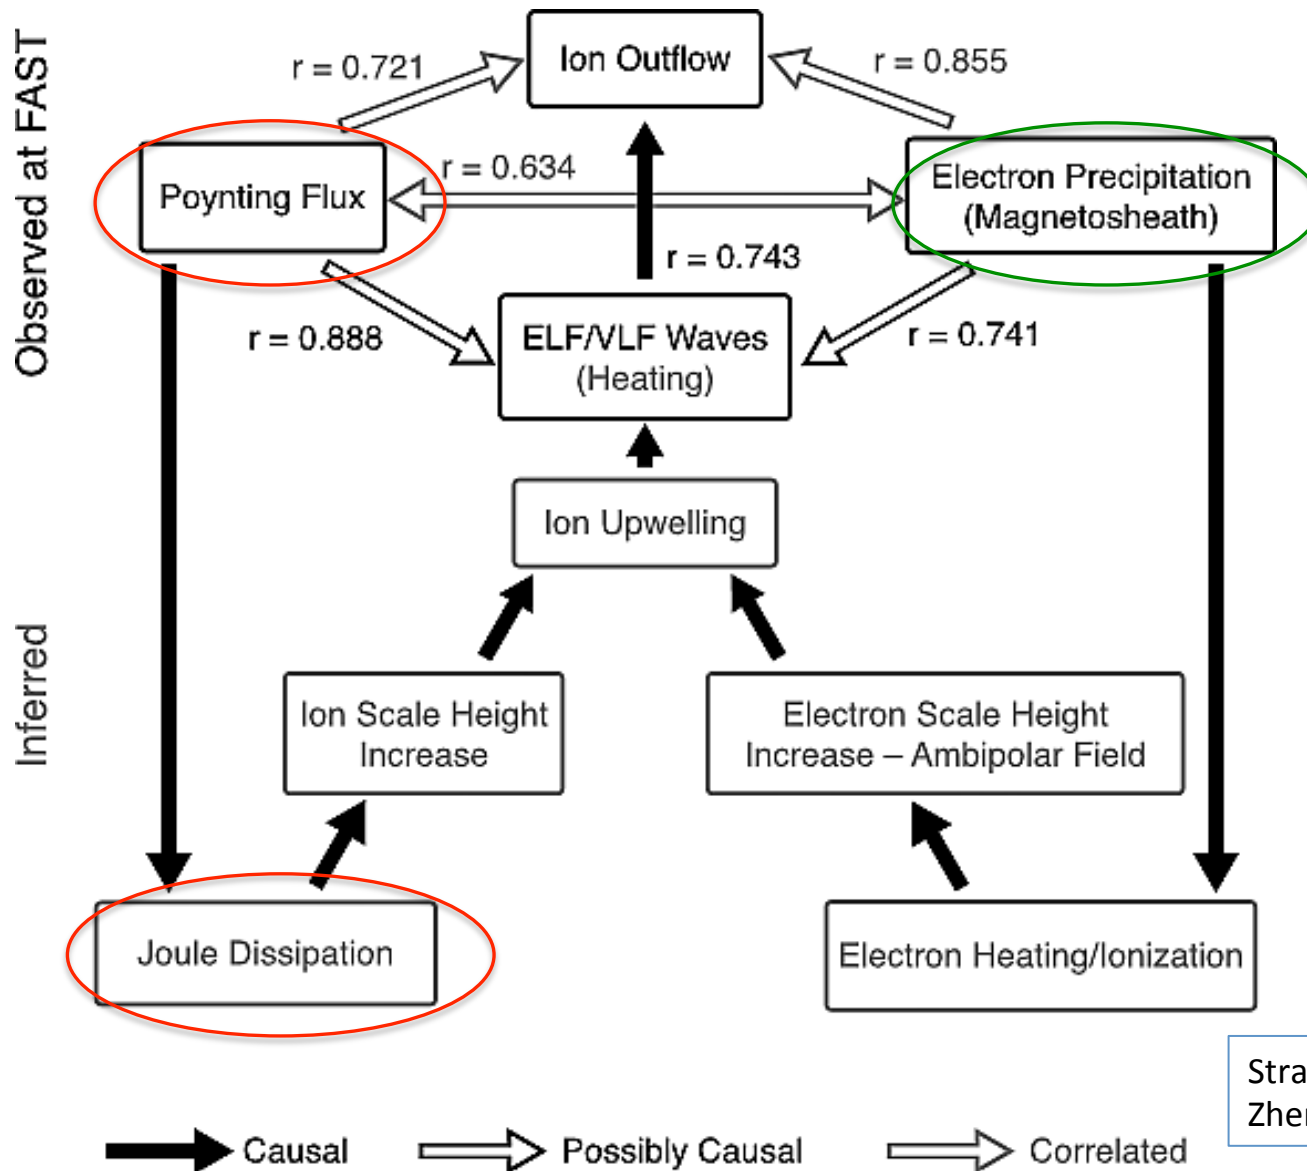 Observed at FAST
Inferred
Ion Outflow
r = 0.721
r = 0.855
Poynting Flux
r = 0.634
Electron Precipitation
(Magnetosheath)
r = 0.743
r = 0.888
ELF/VLF Waves
(Heating)
r = 0.741
Ion Upwelling
Ion Scale Height
Increase
Electron Scale Height
Increase – Ambipolar Field
Joule Dissipation
Electron Heating/Ionization
Causal
Possibly Causal
Correlated